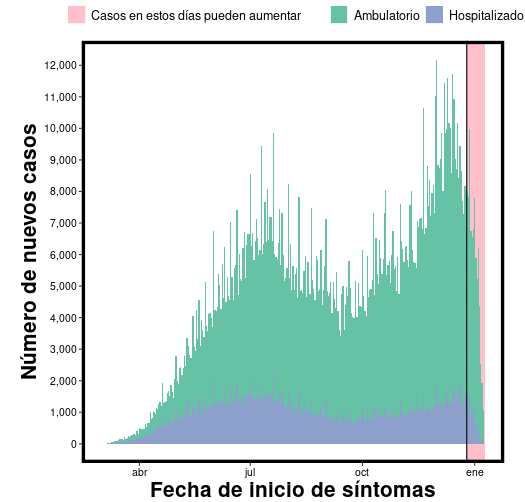 Casos en estos días pueden aumentar
Ambulatorio
Hospitalizado
12,000
11,000
10,000
9,000
8,000
7,000
6,000
5,000
4,000
3,000
2,000
1,000
0
Número de nuevos casos
abr
jul
oct
ene
Fecha de inicio de síntomas